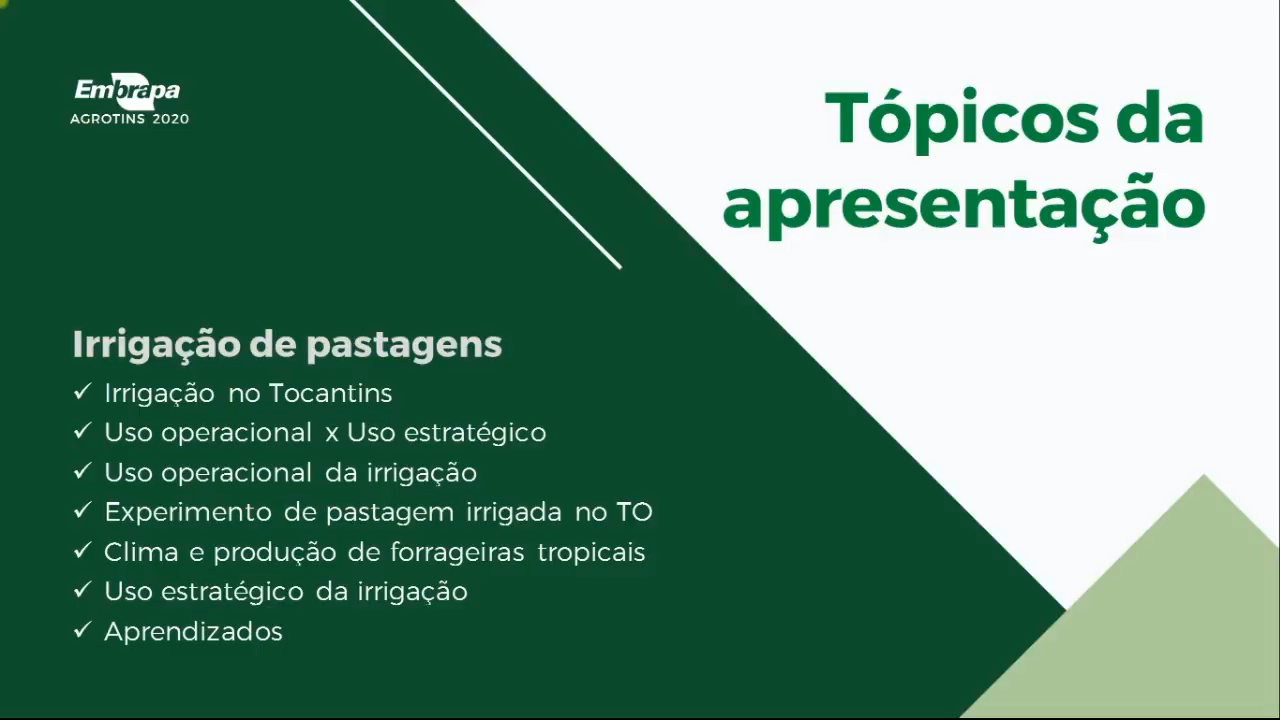 Embrapa
AGROTINS 2020
Tópicos da
apresentação
Irrigação de pastagens
✓ Irrigação no Tocantins
✓ Uso operacional x Uso estratégico
✓ Uso operacional da irrigação
✓ Experimento de pastagem irrigada no TO
✓ Clima e produção de forrageiras tropicais
✓ Uso estratégico da irrigação
✓ Aprendizados